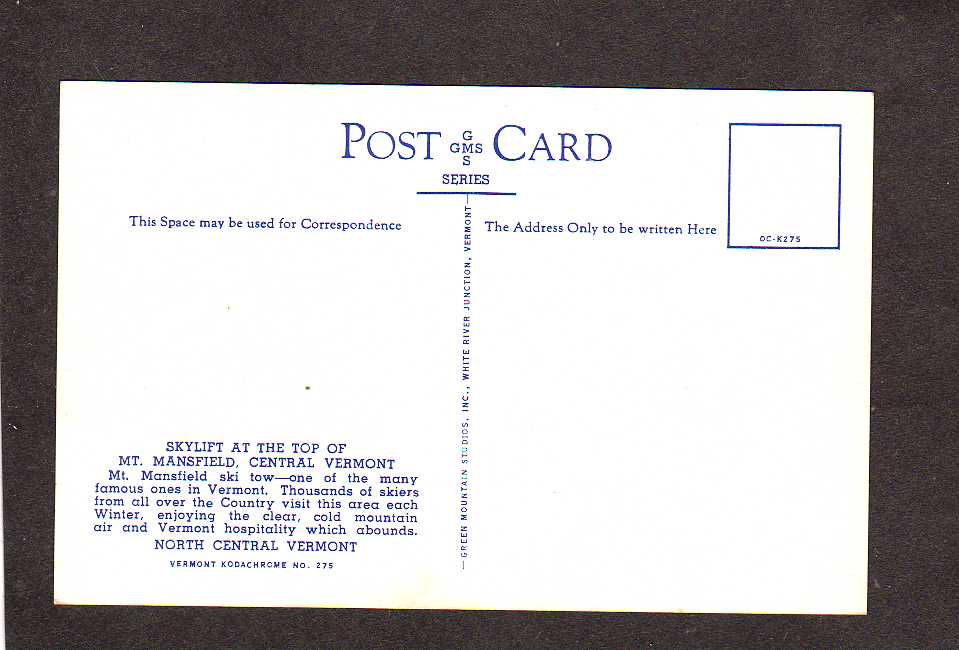 POST CARD
G
GMS
S
SERIES
This Space may be used for Correspondence
The Address Only to be written Here
OC-K275
—GREEN MOUNTAIN STUDIOS, INC., WHITE RIVER JUNCTION, VERMONT—
SKYLIFT AT THE TOP OF
MT. MANSFIELD, CENTRAL VERMONT
Mt. Mansfield ski tow—one of the many
famous ones in Vermont. Thousands of skiers
from all over the Country visit this area each
Winter, enjoying the clear, cold mountain
air and Vermont hospitality which abounds.
NORTH CENTRAL VERMONT
VERMONT KODACHROME NO. 275